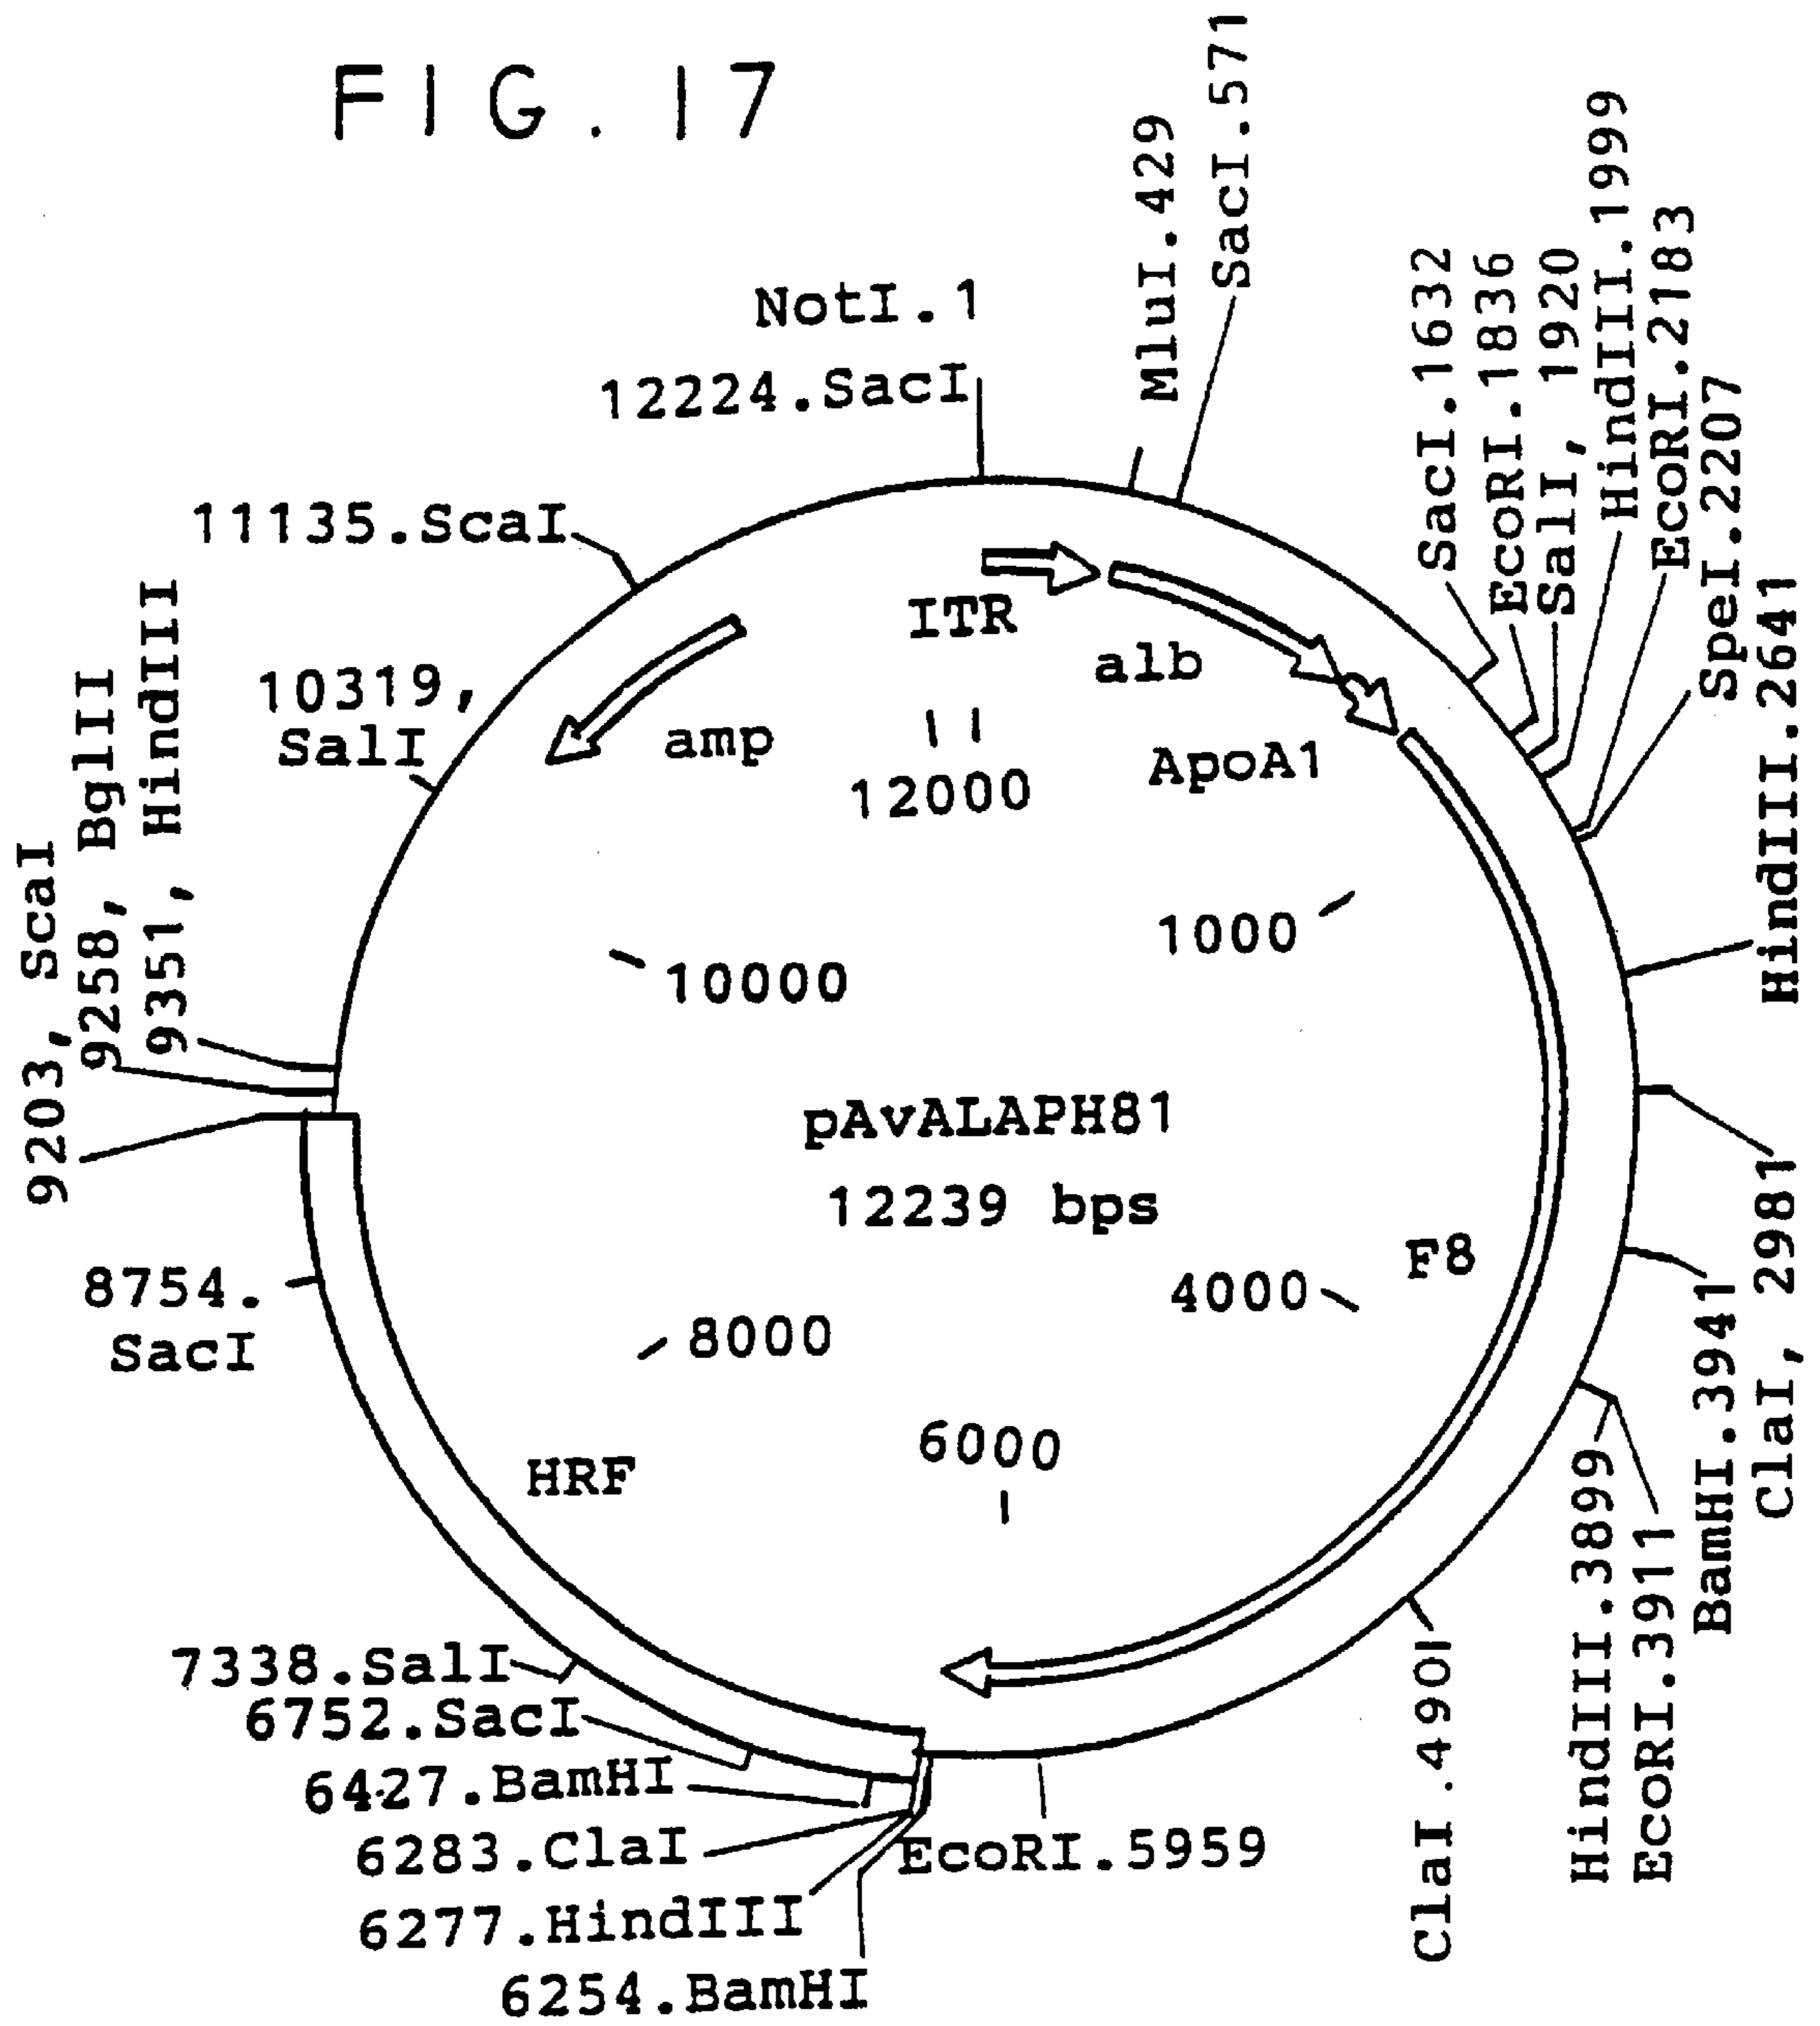 FIG. 17
NotI.1
12224.SacI
MluI.429
SacI.571
SacI.1632
EcoRI.1836
SalI, 1920
HindIII.1999
EcoRI.2183
SpeI.2207
HindIII.2641
11135.ScaI
10319,
SalI
9203, ScaI
9258, BglII
9351, HindIII
ITR
alb
ApoA1
amp
12000
1000
10000
pAvALAPH81
12239 bps
F8
4000
8000
6000
HRF
8754.
SacI
ClaI, 2981
BamHI.3941
HindIII.3899
EcoRI.3911
ClaI.4901
EcoRI.5959
7338.SalI
6752.SacI
6427.BamHI
6283.ClaI
6277.HindIII
6254.BamHI